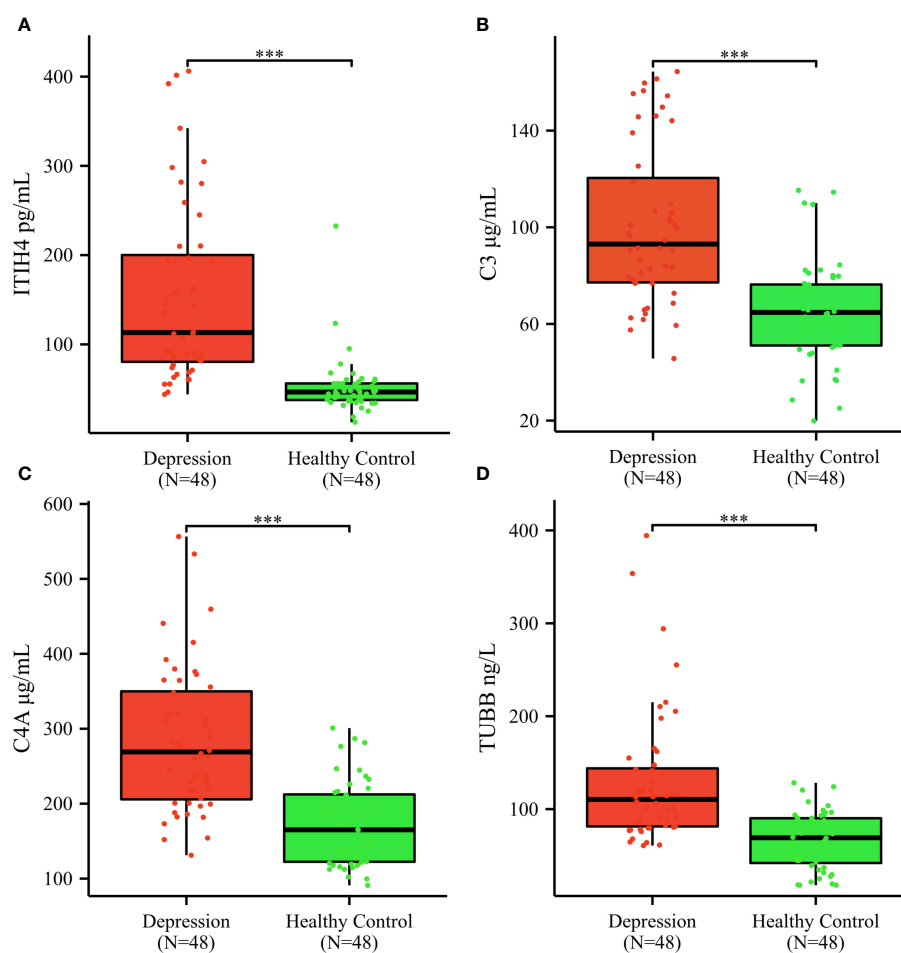 A
ITIH4 pg/mL
400
300
200
100
***
Depression
(N=48)
Healthy Control
(N=48)
B
C3 µg/mL
140
100
60
20
***
Depression
(N=48)
Healthy Control
(N=48)
C
C4A µg/mL
600
500
400
300
200
100
***
Depression
(N=48)
Healthy Control
(N=48)
D
TUBB ng/L
400
300
200
100
***
Depression
(N=48)
Healthy Control
(N=48)